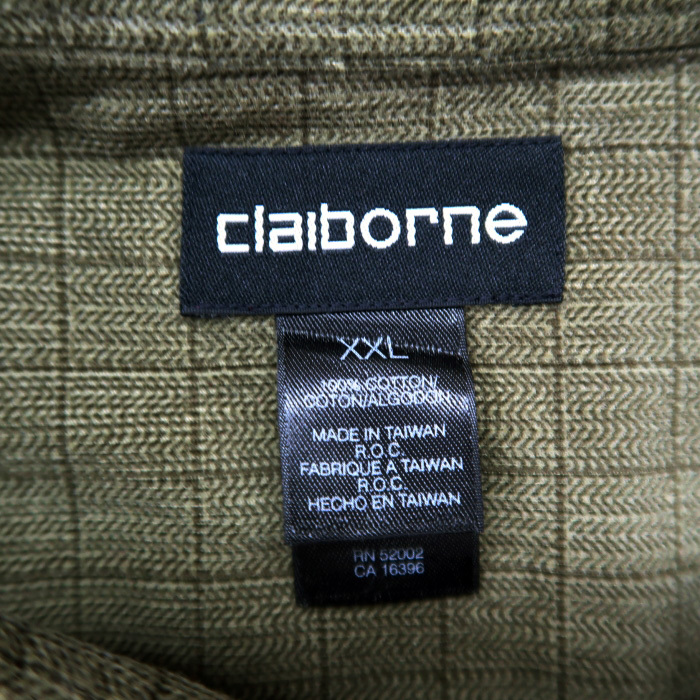 claiborne
XXL
100% COTTON/
COTON/ALGODON
MADE IN TAIWAN
R.O.C.
FABRIQUE A TAIWAN
R.O.C.
HECHO EN TAIWAN
RN 52002
CA 16396